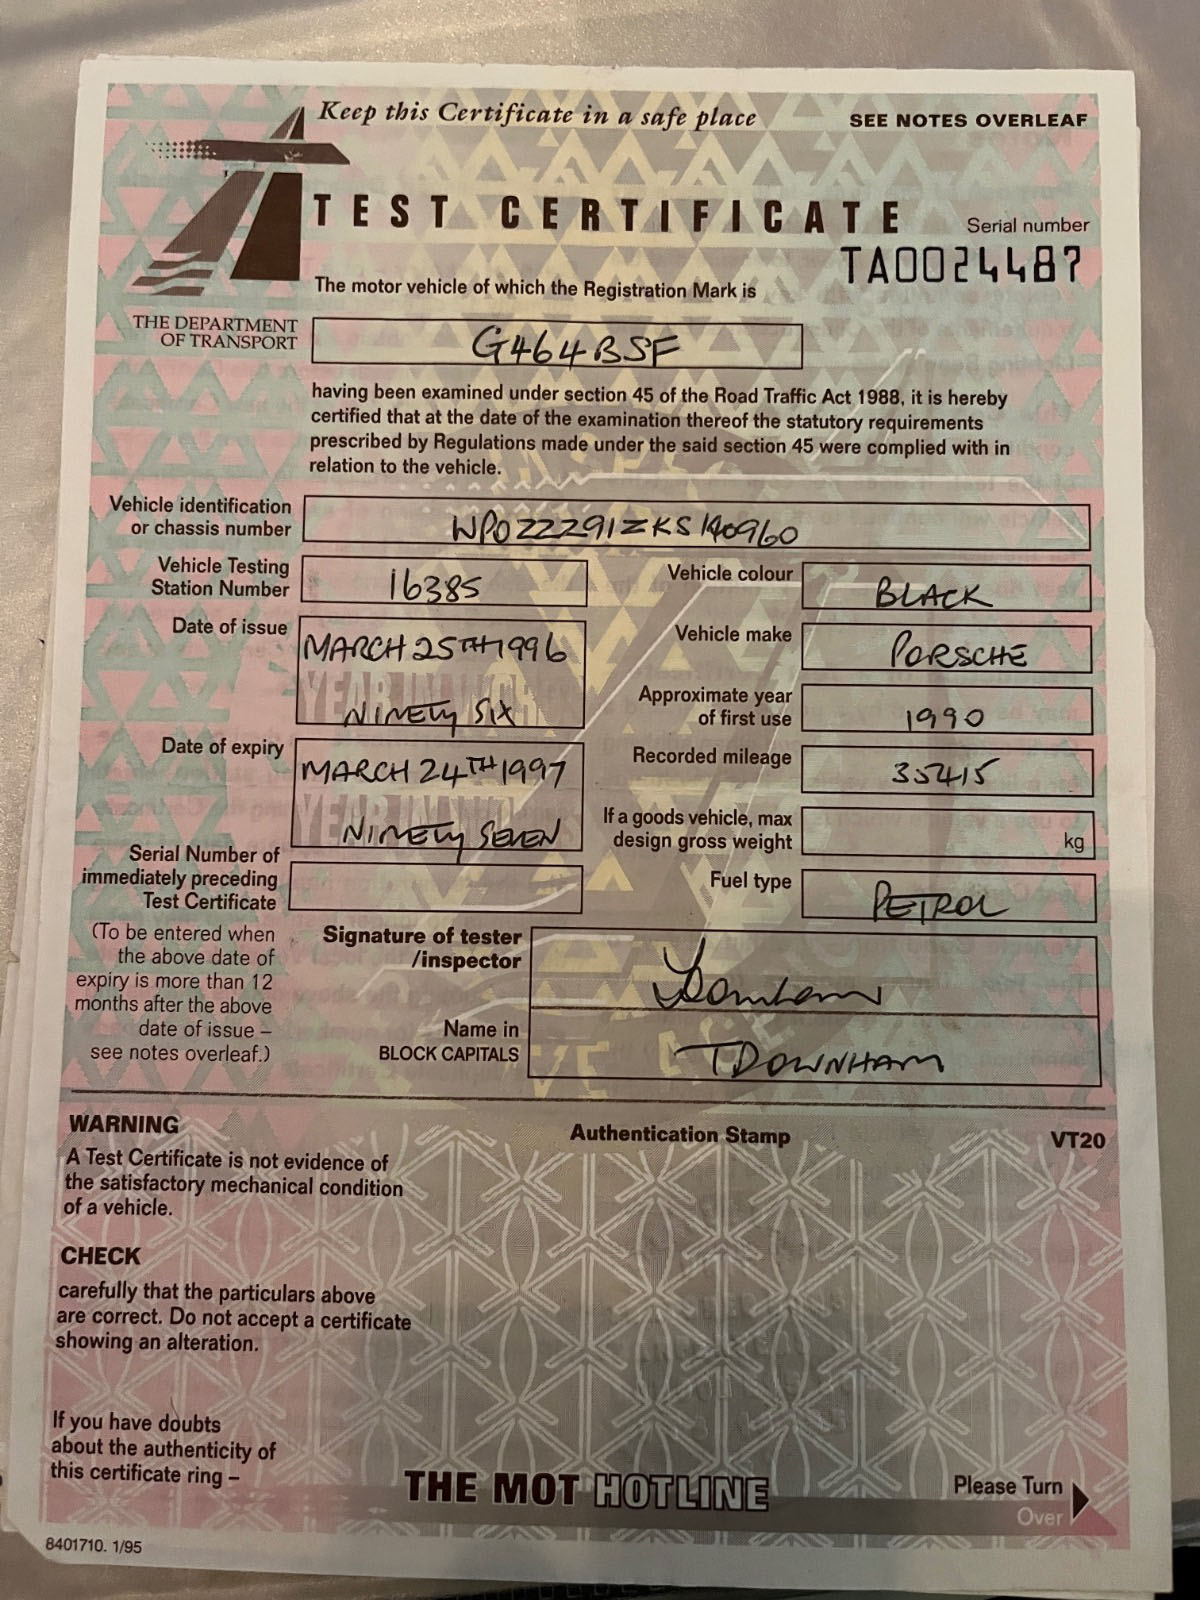 Keep this Certificate in a safe place
SEE NOTES OVERLEAF
TEST CERTIFICATE
Serial number
TA0024487
The motor vehicle of which the Registration Mark is
THE DEPARTMENT
OF TRANSPORT
G464BSF
having been examined under section 45 of the Road Traffic Act 1988, it is hereby
certified that at the date of the examination thereof the statutory requirements
prescribed by Regulations made under the said section 45 were complied with in
relation to the vehicle.
Vehicle identification
or chassis number
WP0ZZZ91ZKS140960
Vehicle Testing
Station Number
16385
Vehicle colour
BLACK
Date of issue
MARCH 25TH 1996
YEAR IN WORDS
NINETY SIX
Vehicle make
PORSCHE
Approximate year
of first use
1990
Date of expiry
MARCH 24TH 1997
YEAR IN WORDS
NINETY SEVEN
Recorded mileage
35415
If a goods vehicle, max
design gross weight
kg
Serial Number of
immediately preceding
Test Certificate
Fuel type
PETROL
(To be entered when
the above date of
expiry is more than 12
months after the above
date of issue –
see notes overleaf.)
Signature of tester
/inspector
Name in
BLOCK CAPITALS
T DOWNHAM
WARNING
A Test Certificate is not evidence of
the satisfactory mechanical condition
of a vehicle.
Authentication Stamp
VT20
CHECK
carefully that the particulars above
are correct. Do not accept a certificate
showing an alteration.
If you have doubts
about the authenticity of
this certificate ring –
THE MOT HOTLINE
Please Turn
Over
8401710. 1/95